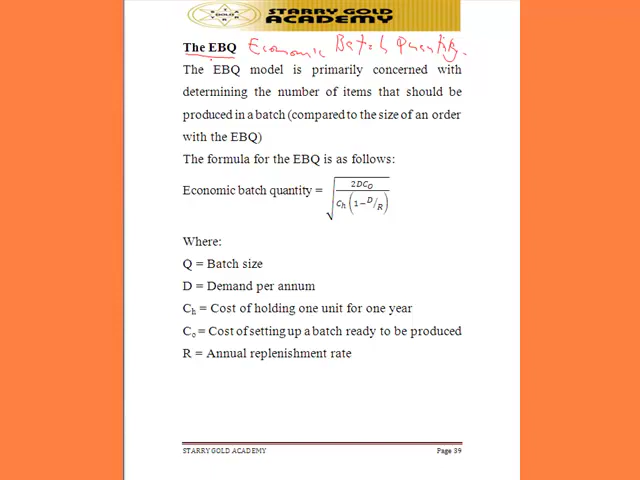 STARRY GOLD
ACADEMY
The EBQ Economic Batch Quantity.
The EBQ model is primarily concerned with
determining the number of items that should be
produced in a batch (compared to the size of an order
with the EBQ)
The formula for the EBQ is as follows:
Economic batch quantity = √(2DCₒ / Cₕ(1−D/R))
Where:
Q = Batch size
D = Demand per annum
Cₕ = Cost of holding one unit for one year
Cₒ = Cost of setting up a batch ready to be produced
R = Annual replenishment rate
STARRY GOLD ACADEMY Page 39